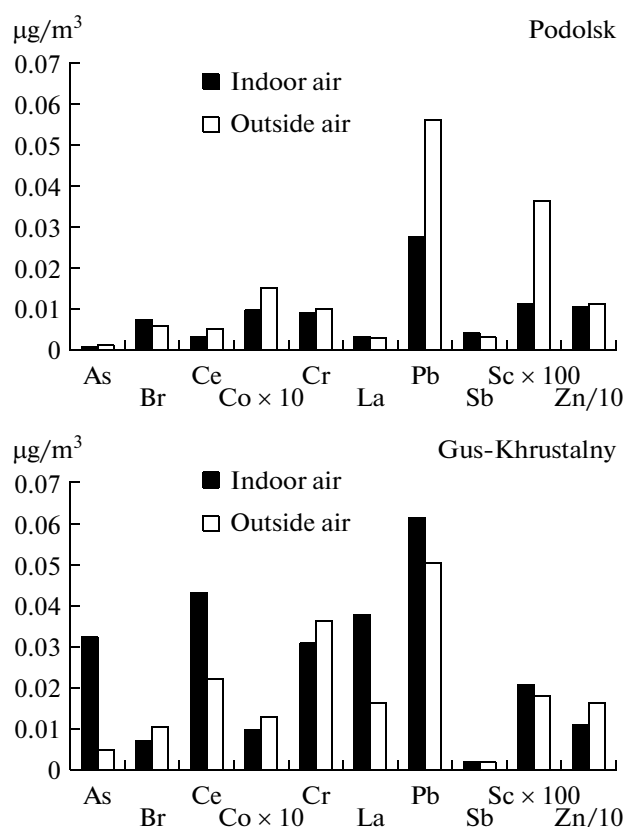 μg/m³
Podolsk
0.07
Indoor air
0.06
Outside air
0.05
0.04
0.03
0.02
0.01
0
As Ce Cr Pb Sc × 100
Br Co × 10 La Sb Zn/10
μg/m³
Gus-Khrustalny
0.07
Indoor air
0.06
Outside air
0.05
0.04
0.03
0.02
0.01
0
As Ce Cr Pb Sc × 100
Br Co × 10 La Sb Zn/10